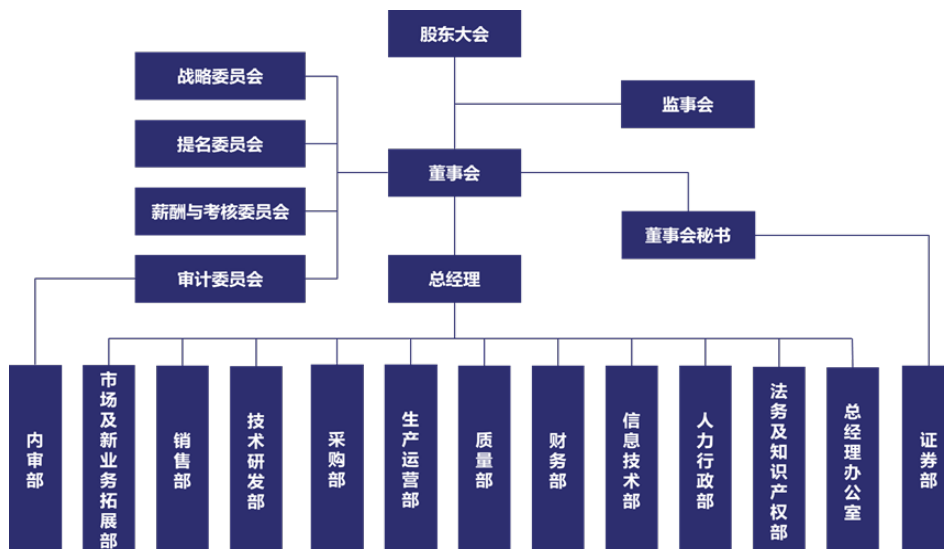 股东大会
战略委员会
监事会
提名委员会
董事会
薪酬与考核委员会
董事会秘书
审计委员会
总经理
内审部
市场及新业务拓展部
销售部
技术研发部
采购部
生产运营部
质量部
财务部
信息技术部
人力行政部
法务及知识产权部
总经理办公室
证券部